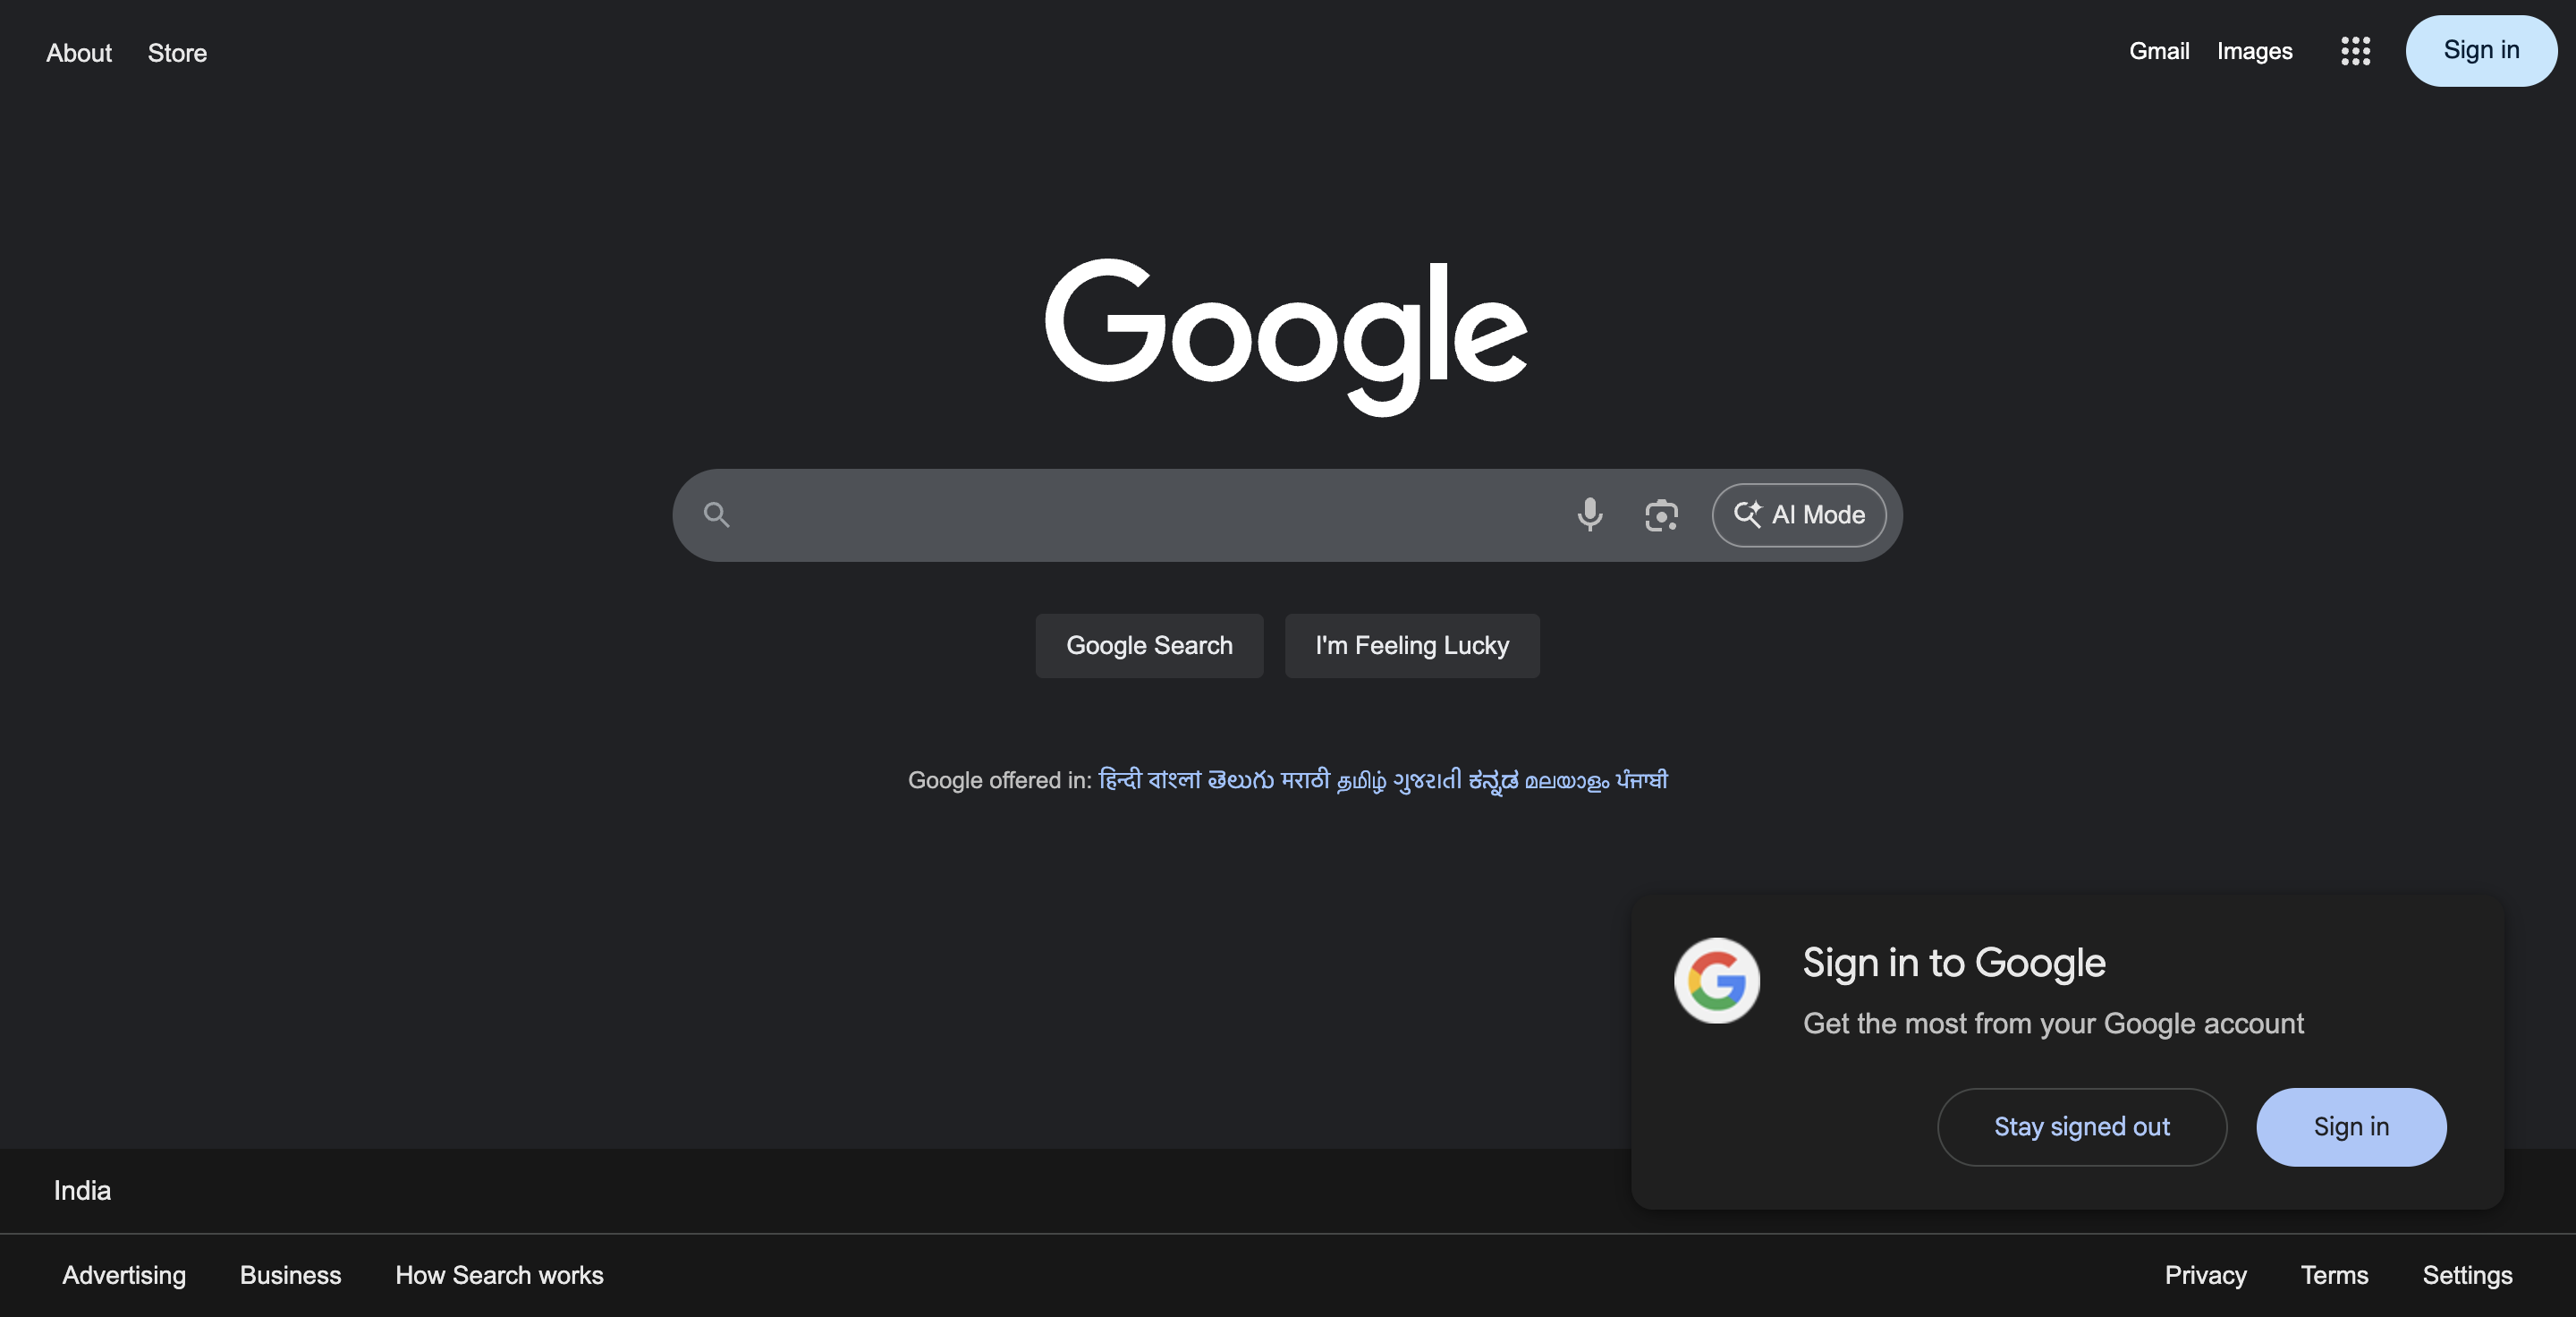 About Store Gmail Images Sign in
Google
AI Mode
Google Search I'm Feeling Lucky
Google offered in: हिन्दी বাংলা తెలుగు मराठी தமிழ் ગુજરાતી ಕನ್ನಡ മലയാളം ਪੰਜਾਬੀ
Sign in to Google
Get the most from your Google account
Stay signed out Sign in
India
Advertising Business How Search works Privacy Terms Settings